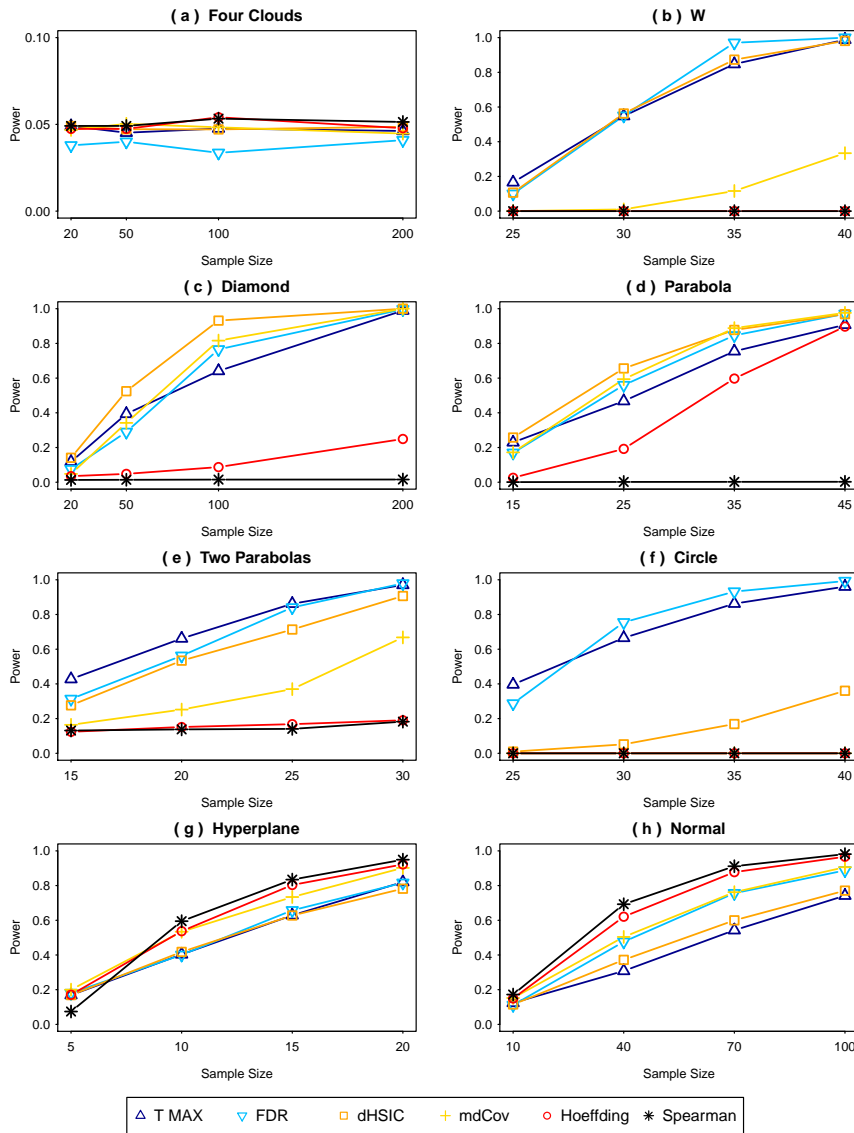 ( a ) Four Clouds
0.10
0.05
0.00
Power
20 50 100 200
Sample Size
( b ) W
1.0
0.8
0.6
0.4
0.2
0.0
Power
25 30 35 40
Sample Size
( c ) Diamond
1.0
0.8
0.6
0.4
0.2
0.0
Power
20 50 100 200
Sample Size
( d ) Parabola
1.0
0.8
0.6
0.4
0.2
0.0
Power
15 25 35 45
Sample Size
( e ) Two Parabolas
1.0
0.8
0.6
0.4
0.2
0.0
Power
15 20 25 30
Sample Size
( f ) Circle
1.0
0.8
0.6
0.4
0.2
0.0
Power
25 30 35 40
Sample Size
( g ) Hyperplane
1.0
0.8
0.6
0.4
0.2
0.0
Power
5 10 15 20
Sample Size
( h ) Normal
1.0
0.8
0.6
0.4
0.2
0.0
Power
10 40 70 100
Sample Size
T MAX FDR dHSIC mdCov Hoeffding Spearman